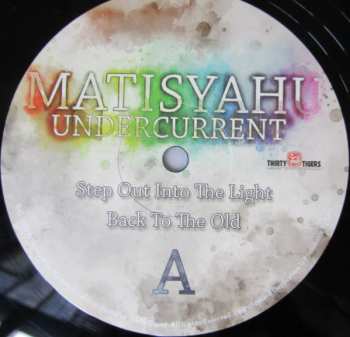 MATISYAHU
UNDERCURRENT
THIRTY TIGERS
Step Out Into The Light
Back To The Old
A